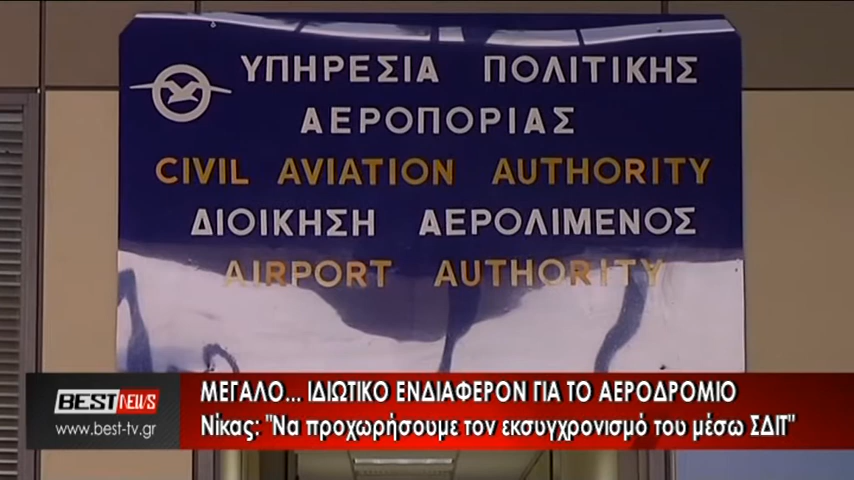 ΥΠΗΡΕΣΙΑ ΠΟΛΙΤΙΚΗΣ
ΑΕΡΟΠΟΡΙΑΣ
CIVIL AVIATION AUTHORITY
ΔΙΟΙΚΗΣΗ ΑΕΡΟΛΙΜΕΝΟΣ
AIRPORT AUTHORITY
BEST NEWS
www.best-tv.gr
ΜΕΓΑΛΟ... ΙΔΙΩΤΙΚΟ ΕΝΔΙΑΦΕΡΟΝ ΓΙΑ ΤΟ ΑΕΡΟΔΡΟΜΙΟ
Νίκας: "Να προχωρήσουμε τον εκσυγχρονισμό του μέσω ΣΔΙΤ"